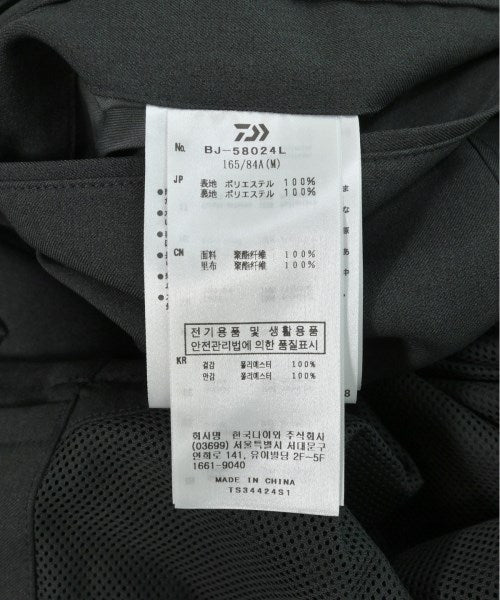 No. BJ-58024L
165/84A(M)
JP 表地 ポリエステル 100%
裏地 ポリエステル 100%
CN 面料 聚酯纤维 100%
里布 聚酯纤维 100%
전기용품 및 생활용품
안전관리법에 의한 품질표시
KR 겉감 폴리에스터 100%
안감 폴리에스터 100%
회사명 한국다이와 주식회사
(03699) 서울특별시 서대문구
연희로 141, 유이빌딩 2F-5F
1661-9040
MADE IN CHINA
TS34424S1